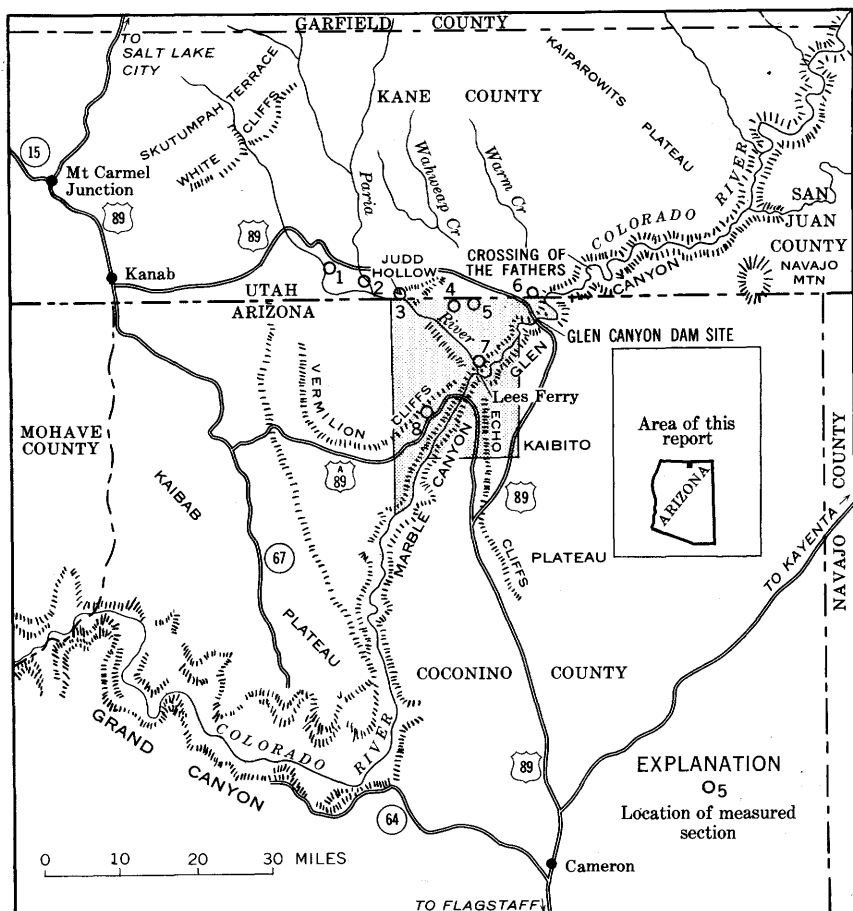 GARFIELD COUNTY
TO
SALT LAKE
CITY
SKUTUMPAH TERRACE
WHITE CLIFFS
KANE COUNTY
KAIPAROWITS
PLATEAU
15
Mt Carmel
Junction
89
89
Paria
Wahweap Cr
Warm Cr
COLORADO RIVER
SAN
JUAN
COUNTY
NAVAJO
MTN
Kanab
JUDD
HOLLOW
CROSSING OF
THE FATHERS
CANYON
1
2
3
4
5
6
UTAH
ARIZONA
River
7
GLEN
GLEN CANYON DAM SITE
VERMILION CLIFFS
8
Lees Ferry
ECHO
CLIFFS
KAIBITO
PLATEAU
MOHAVE
COUNTY
A
89
89
MARBLE CANYON
KAIBAB
PLATEAU
67
Area of this
report
ARIZONA
NAVAJO COUNTY
TO KAYENTA
COCONINO COUNTY
GRAND
CANYON
COLORADO
RIVER
64
89
EXPLANATION
5
Location of measured
section
0 10 20 30 MILES
Cameron
TO FLAGSTAFF